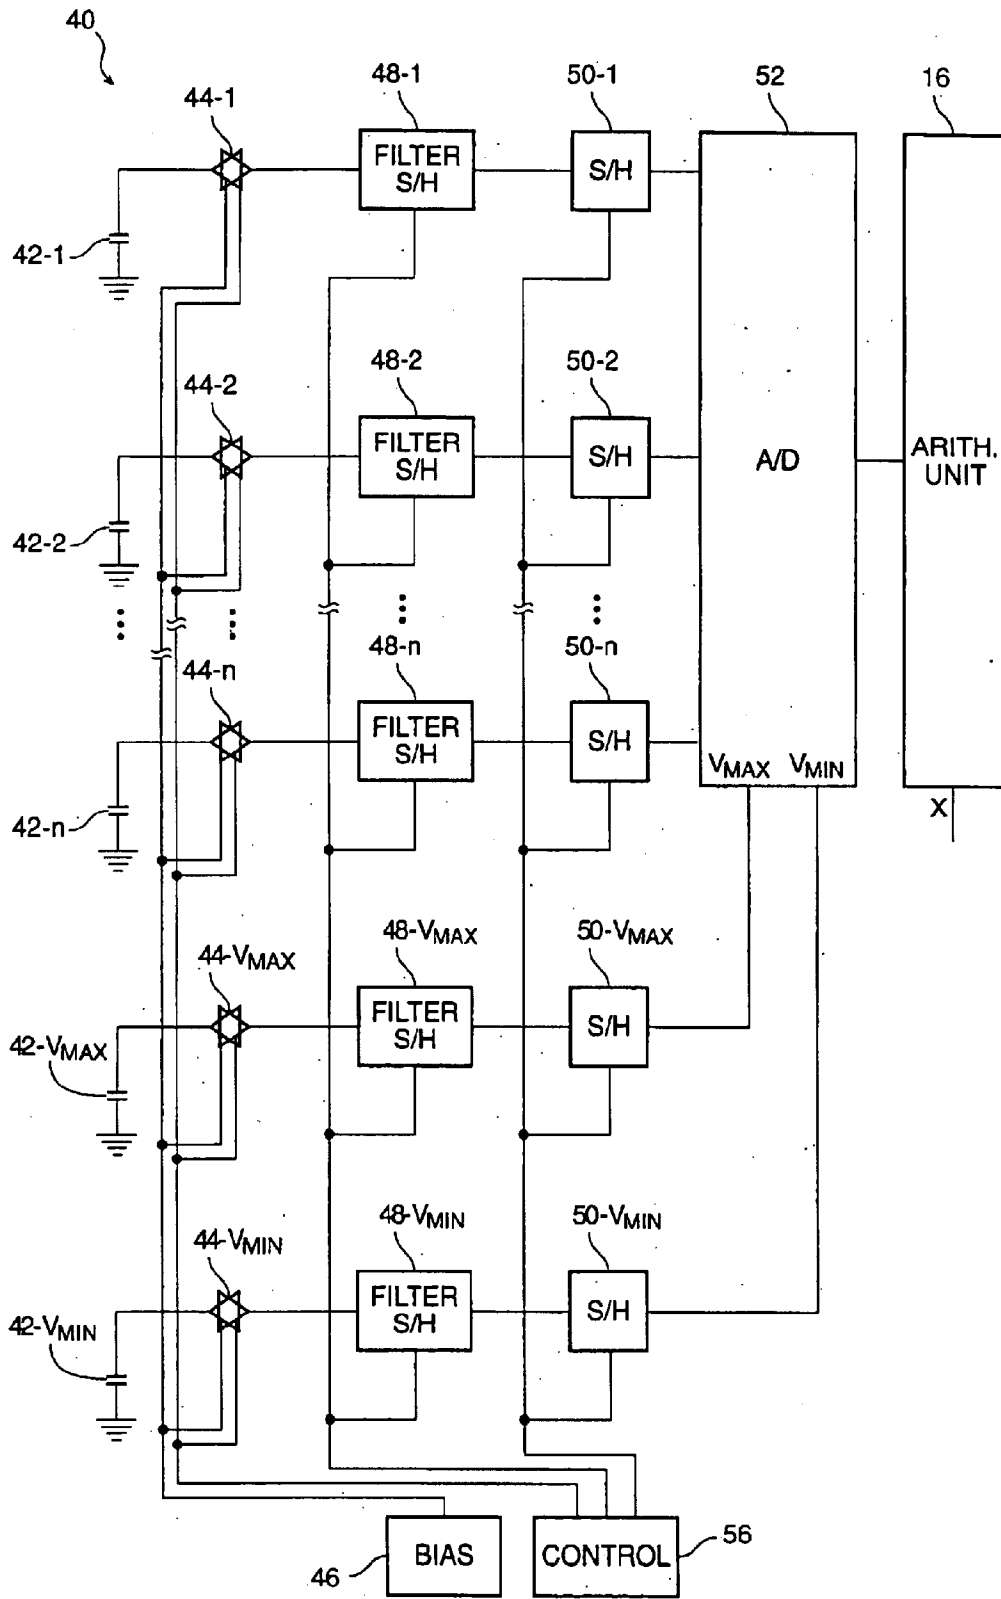 40
44-1
48-1
50-1
52
16
FILTER
S/H
S/H
42-1
44-2
48-2
50-2
FILTER
S/H
S/H
A/D
ARITH.
UNIT
42-2
44-n
48-n
50-n
FILTER
S/H
S/H
VMAX VMIN
X
42-n
44-VMAX
48-VMAX
50-VMAX
FILTER
S/H
S/H
42-VMAX
44-VMIN
48-VMIN
50-VMIN
FILTER
S/H
S/H
42-VMIN
BIAS
CONTROL
46
56